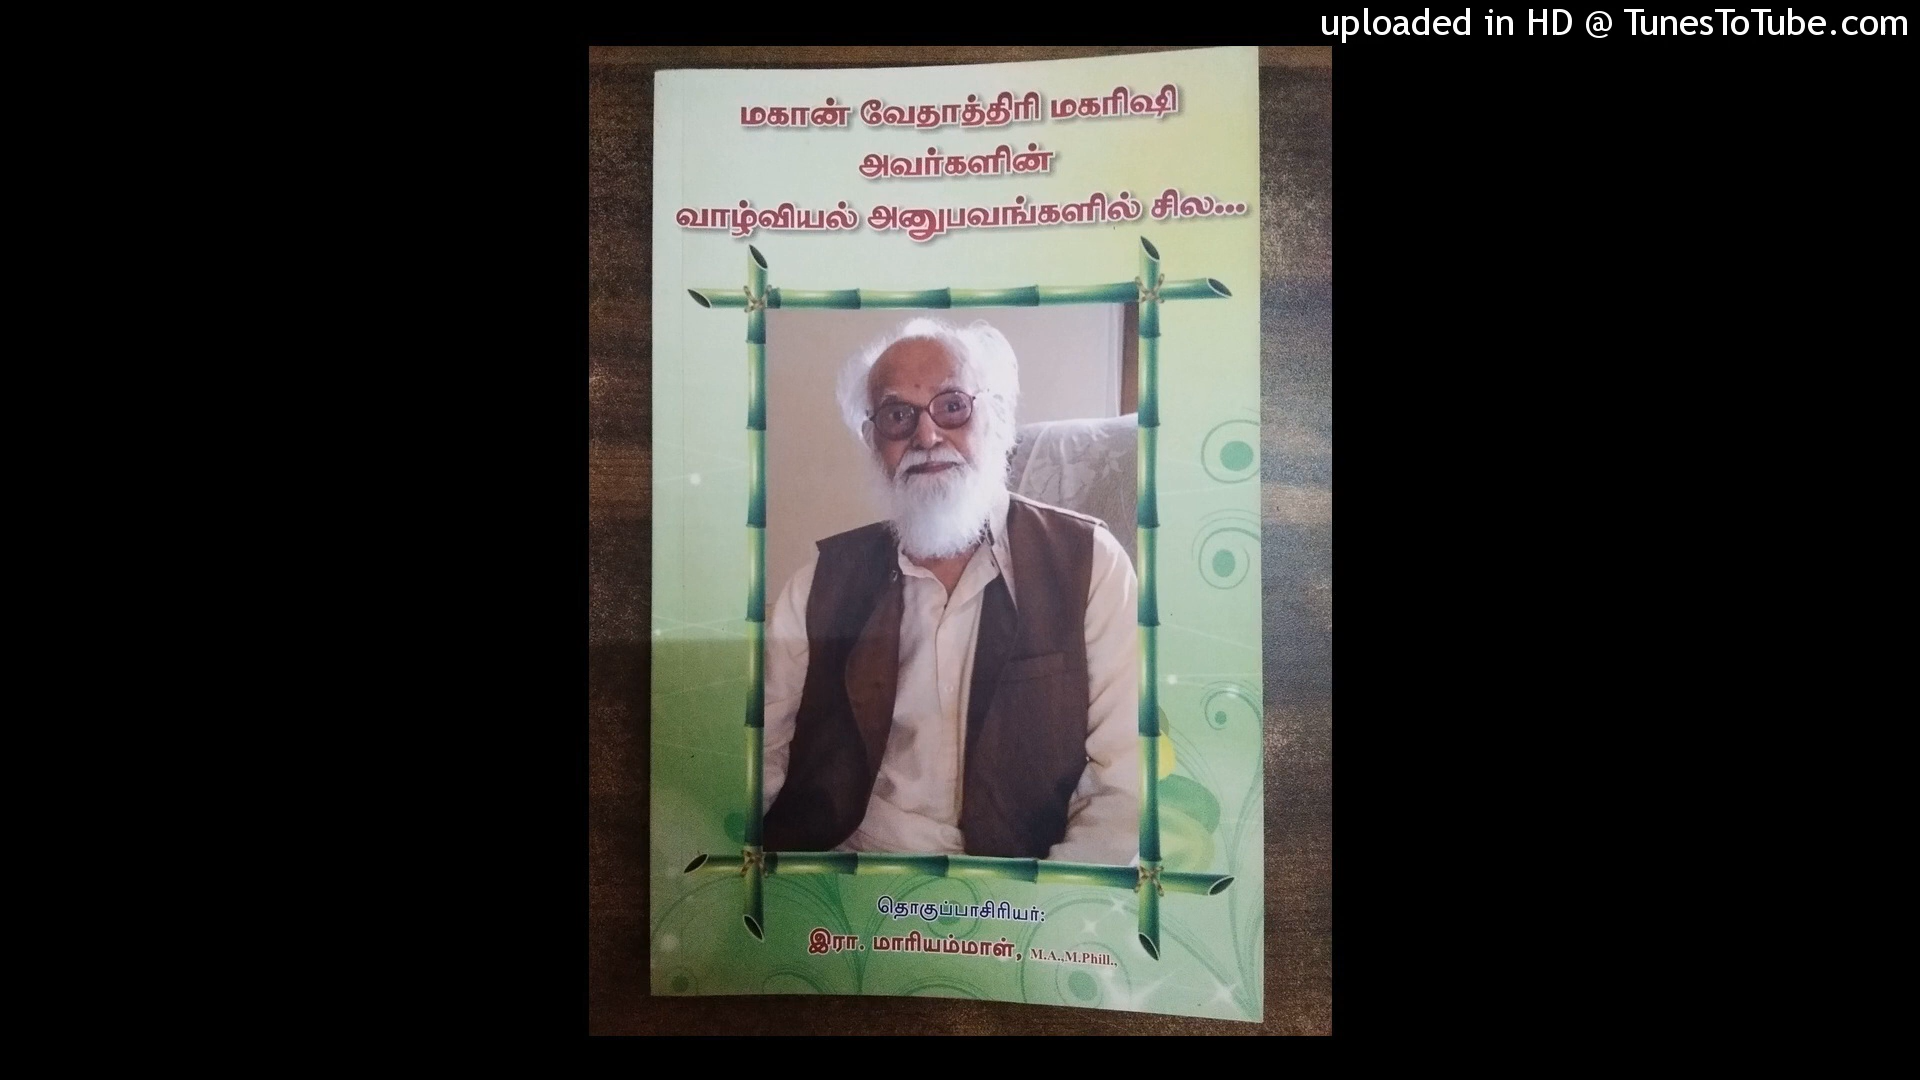 uploaded in HD @ TunesToTube.com
மகான் வேதாத்திரி மகரிஷி
அவர்களின்
வாழ்வியல் அனுபவங்களில் சில...
தொகுப்பாசிரியர்:
இரா. மாரியம்மாள், M.A.,M.Phill.,